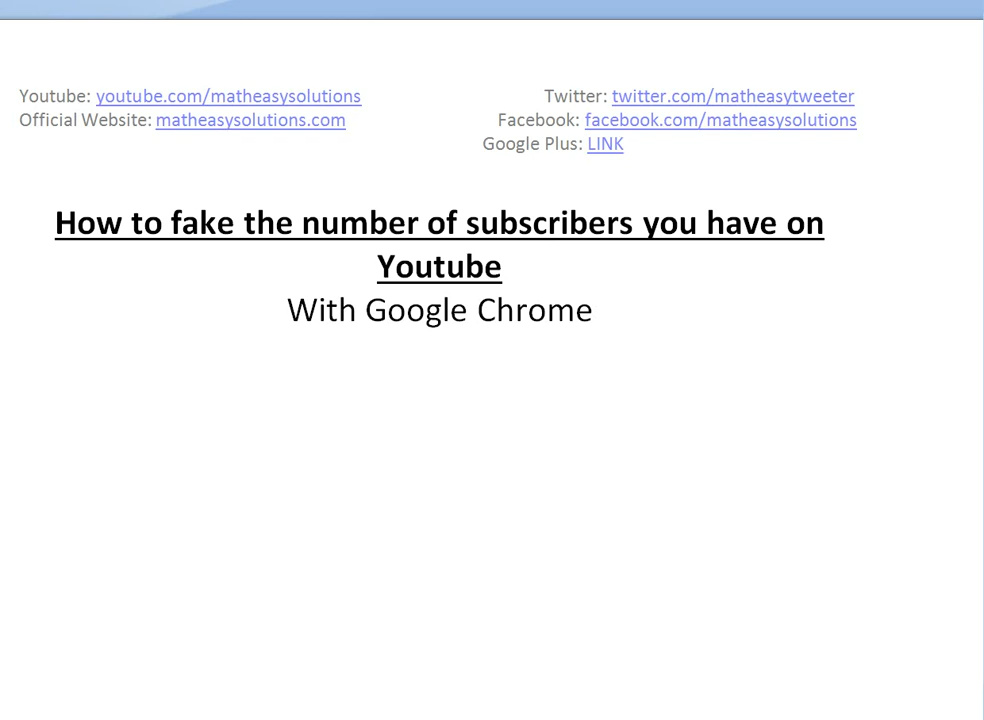 Youtube: youtube.com/matheasysolutions
Official Website: matheasysolutions.com
Twitter: twitter.com/matheasytweeter
Facebook: facebook.com/matheasysolutions
Google Plus: LINK
How to fake the number of subscribers you have on
Youtube
With Google Chrome